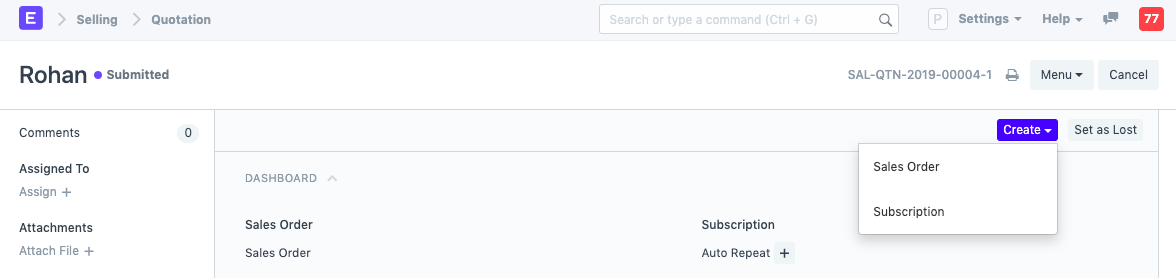 E Selling Quotation Search or type a command (Ctrl + G) P Settings Help 77
Rohan Submitted SAL-QTN-2019-00004-1 Menu Cancel
Comments 0 Create Set as Lost
Assigned To
Assign +
Attachments
Attach File +
DASHBOARD
Sales Order Subscription
Sales Order Auto Repeat +
Sales Order
Subscription